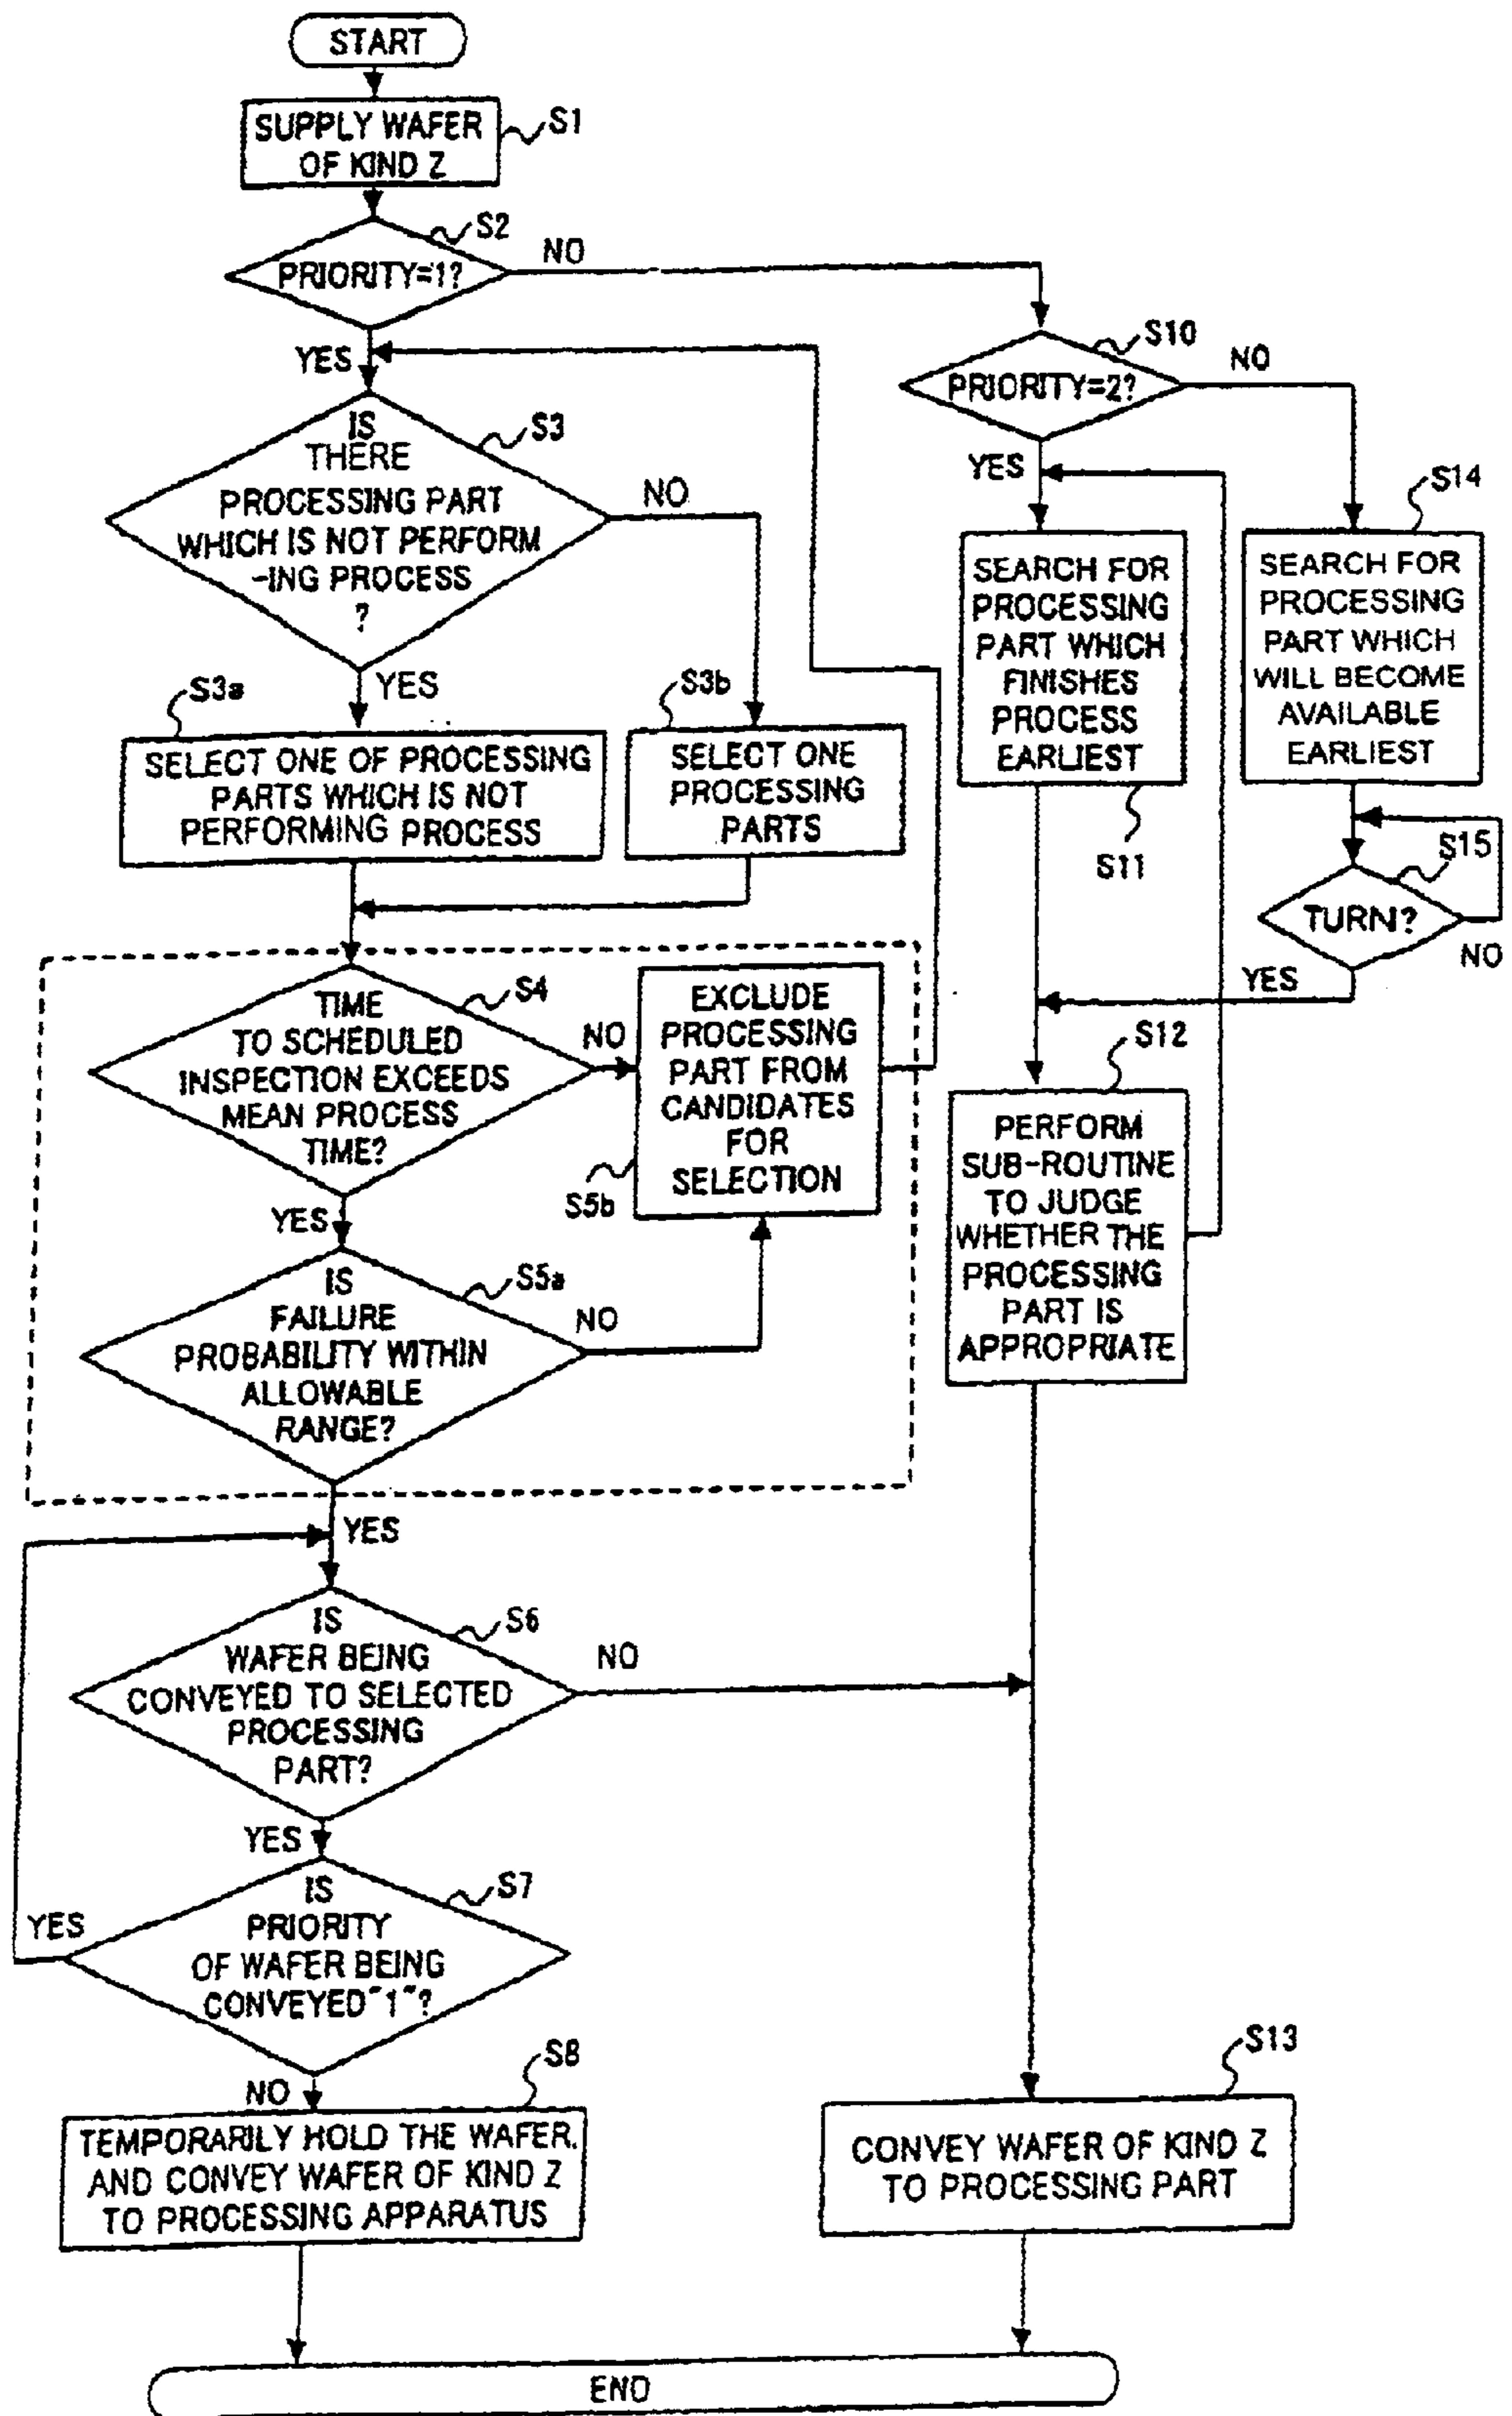 START
SUPPLY WAFER
OF KIND Z
S1
S2
PRIORITY=1?
NO
YES
S10
PRIORITY=2?
NO
YES
IS
THERE
PROCESSING PART
WHICH IS NOT PERFORM
-ING PROCESS
?
S3
NO
YES
S3a
SELECT ONE OF PROCESSING
PARTS WHICH IS NOT
PERFORMING PROCESS
S3b
SELECT ONE
PROCESSING
PARTS
SEARCH FOR
PROCESSING
PART WHICH
FINISHES
PROCESS
EARLIEST
S11
S14
SEARCH FOR
PROCESSING
PART WHICH
WILL BECOME
AVAILABLE
EARLIEST
S15
TURN?
NO
YES
TIME
TO SCHEDULED
INSPECTION EXCEEDS
MEAN PROCESS
TIME?
S4
NO
YES
EXCLUDE
PROCESSING
PART FROM
CANDIDATES
FOR
SELECTION
S5b
S12
PERFORM
SUB-ROUTINE
TO JUDGE
WHETHER THE
PROCESSING
PART IS
APPROPRIATE
IS
FAILURE
PROBABILITY WITHIN
ALLOWABLE
RANGE?
S5a
NO
YES
IS
WAFER BEING
CONVEYED TO SELECTED
PROCESSING
PART?
S6
NO
YES
IS
PRIORITY
OF WAFER BEING
CONVEYED"1"?
S7
YES
NO
S8
TEMPORARILY HOLD THE WAFER.
AND CONVEY WAFER OF KIND Z
TO PROCESSING APPARATUS
S13
CONVEY WAFER OF KIND Z
TO PROCESSING PART
END